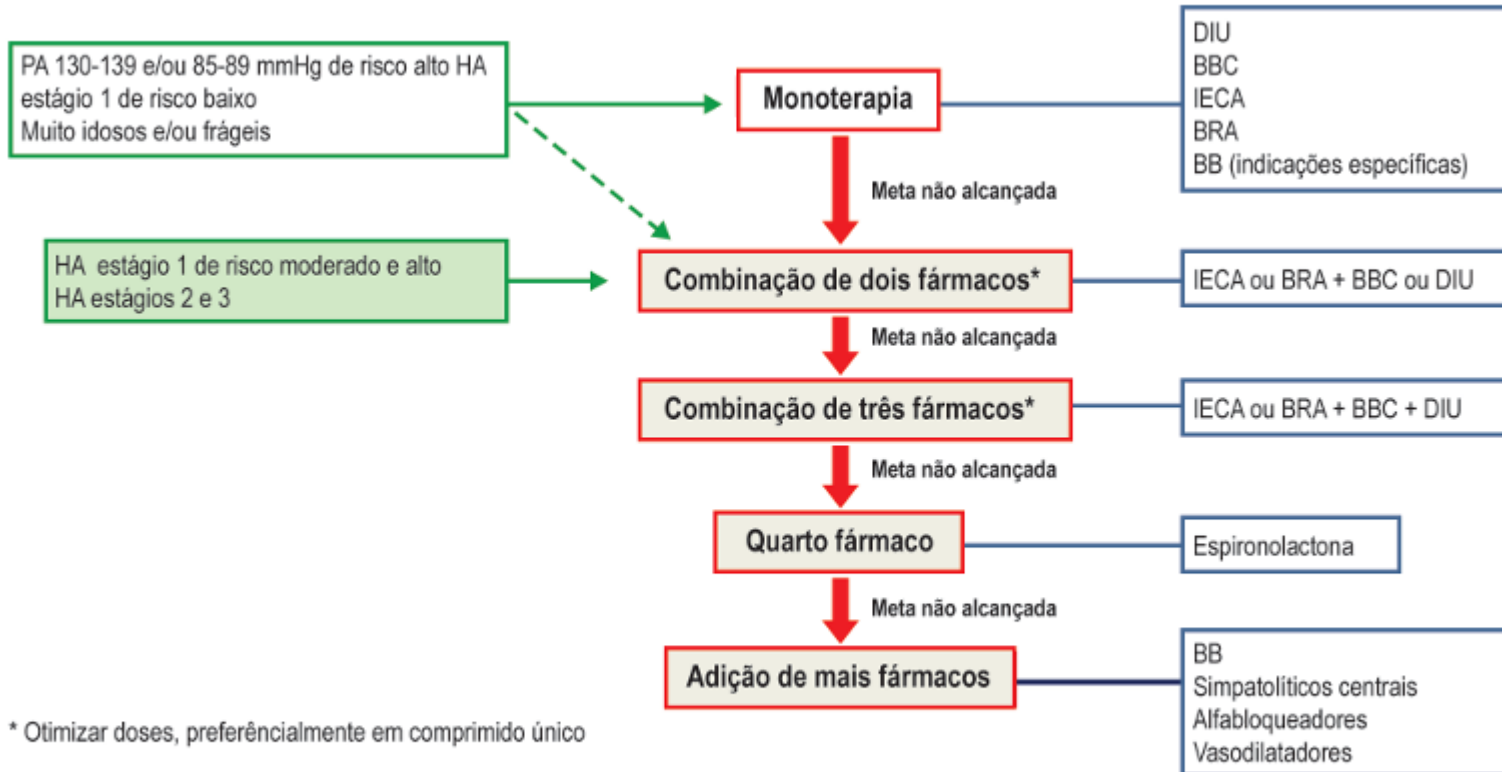 PA 130-139 e/ou 85-89 mmHg de risco alto HA
estágio 1 de risco baixo
Muito idosos e/ou frágeis
Monoterapia
DIU
BBC
IECA
BRA
BB (indicações específicas)
Meta não alcançada
HA estágio 1 de risco moderado e alto
HA estágios 2 e 3
Combinação de dois fármacos*
IECA ou BRA + BBC ou DIU
Meta não alcançada
Combinação de três fármacos*
IECA ou BRA + BBC + DIU
Meta não alcançada
Quarto fármaco
Espironolactona
Meta não alcançada
Adição de mais fármacos
BB
Simpatolíticos centrais
Alfabloqueadores
Vasodilatadores
* Otimizar doses, preferêncialmente em comprimido único